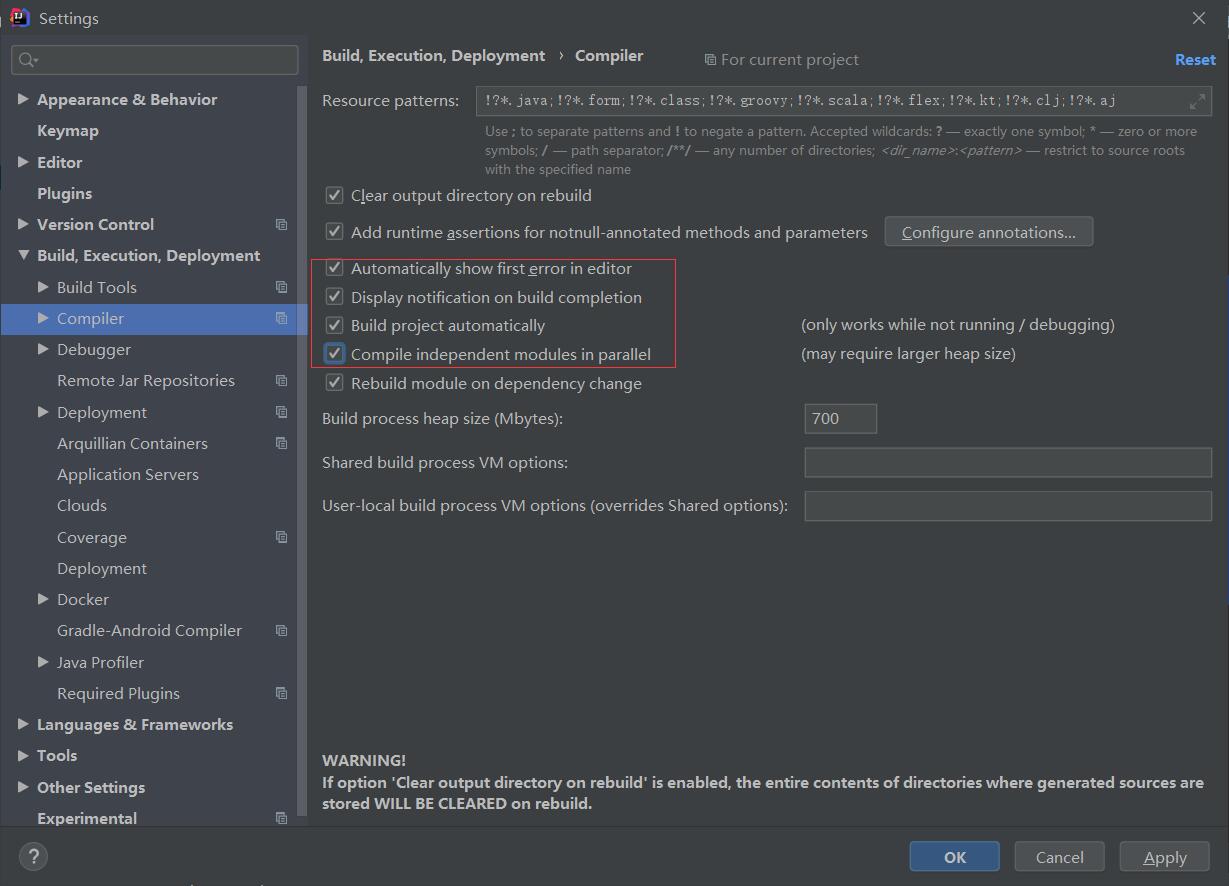 Settings
Appearance & Behavior
Keymap
Editor
Plugins
Version Control
Build, Execution, Deployment
Build Tools
Compiler
Debugger
Remote Jar Repositories
Deployment
Arquillian Containers
Application Servers
Clouds
Coverage
Deployment
Docker
Gradle-Android Compiler
Java Profiler
Required Plugins
Languages & Frameworks
Tools
Other Settings
Experimental
Build, Execution, Deployment › Compiler For current project Reset
Resource patterns: !?*.java;!?*.form;!?*.class;!?*.groovy;!?*.scala;!?*.flex;!?*.kt;!?*.clj;!?*.aj
Use ; to separate patterns and ! to negate a pattern. Accepted wildcards: ? — exactly one symbol; * — zero or more
symbols; / — path separator; /**/ — any number of directories; <dir_name>:<pattern> — restrict to source roots
with the specified name
Clear output directory on rebuild
Add runtime assertions for notnull-annotated methods and parameters Configure annotations...
Automatically show first error in editor
Display notification on build completion
Build project automatically (only works while not running / debugging)
Compile independent modules in parallel (may require larger heap size)
Rebuild module on dependency change
Build process heap size (Mbytes): 700
Shared build process VM options:
User-local build process VM options (overrides Shared options):
WARNING!
If option 'Clear output directory on rebuild' is enabled, the entire contents of directories where generated sources are
stored WILL BE CLEARED on rebuild.
? OK Cancel Apply